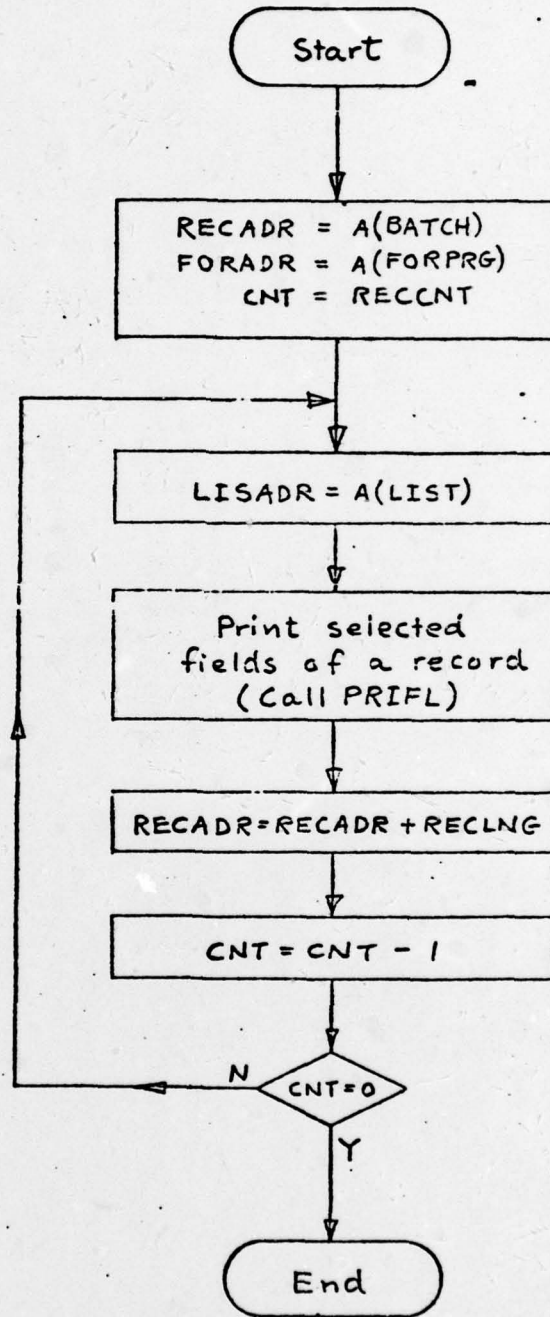 Start
RECADR = A(BATCH)
FORADR = A(FORPRG)
CNT = RECCNT
LISADR = A(LIST)
Print selected
fields of a record
(Call PRIFL)
RECADR=RECADR + RECLNG
CNT = CNT - 1
N
CNT=0
Y
End